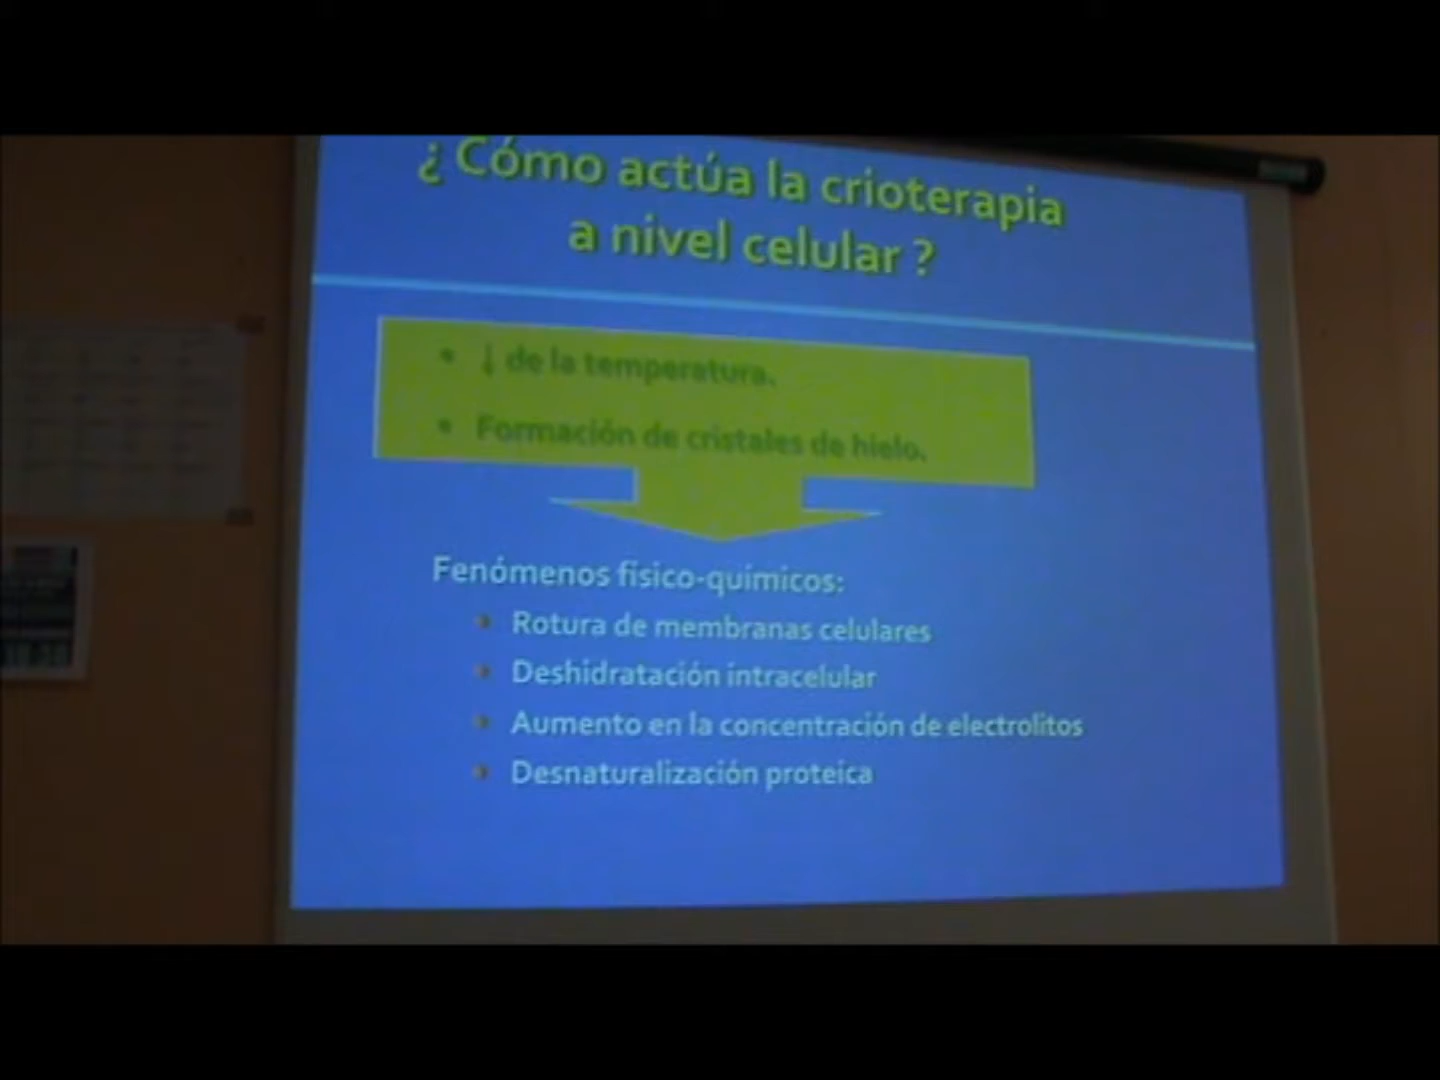 ¿ Cómo actúa la crioterapia
a nivel celular ?
• ↓ de la temperatura.
• Formación de cristales de hielo.
Fenómenos físico-quimicos:
Rotura de membranas celulares
Deshidratación intracelular
Aumento en la concentración de electrolitos
Desnaturalización proteica